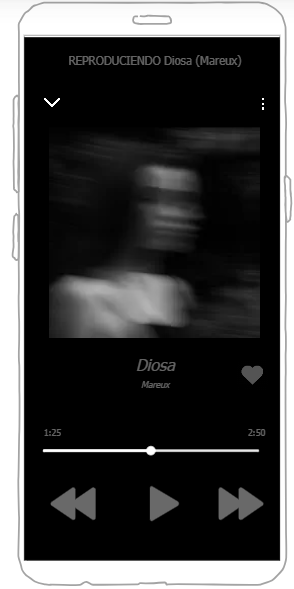 REPRODUCIENDO Diosa (Mareux)
Diosa
Mareux
1:25 2:50